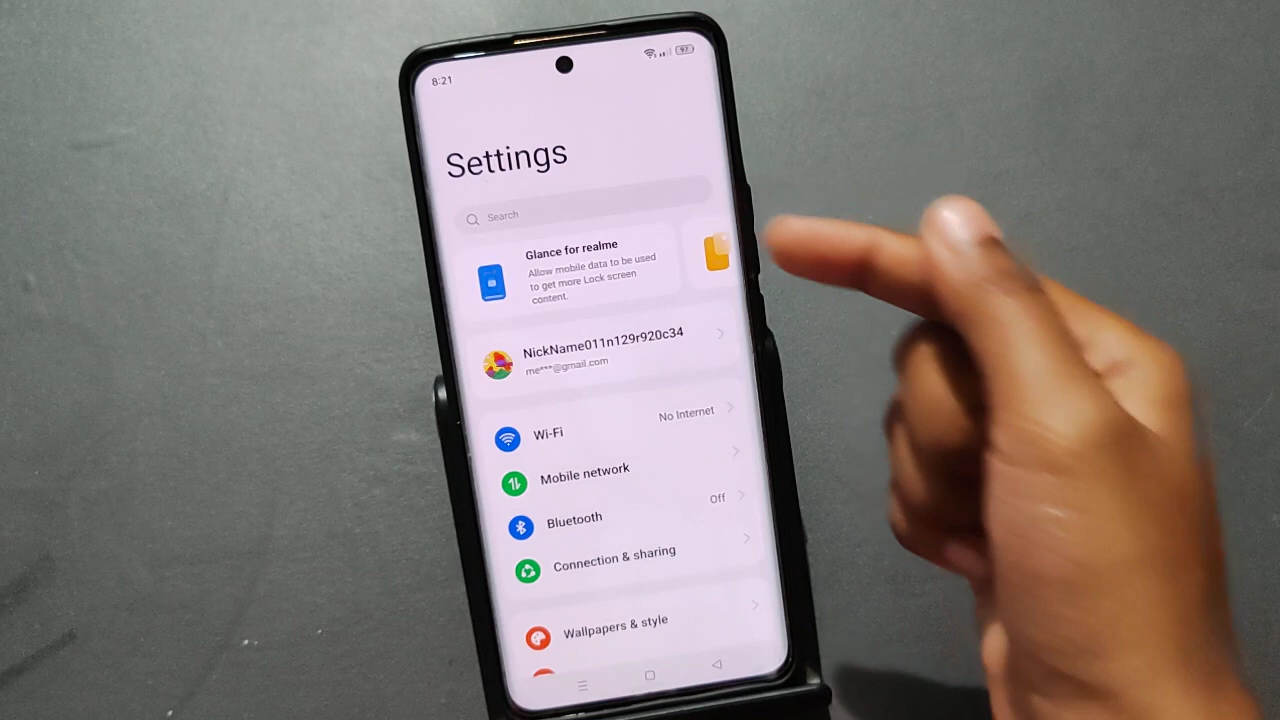 8:21
97
Settings
Search
Glance for realme
Allow mobile data to be used
to get more Lock screen
content.
NickName011n129r920c34
me***@gmail.com
Wi-Fi
No Internet
Mobile network
Bluetooth
Off
Connection & sharing
Wallpapers & style